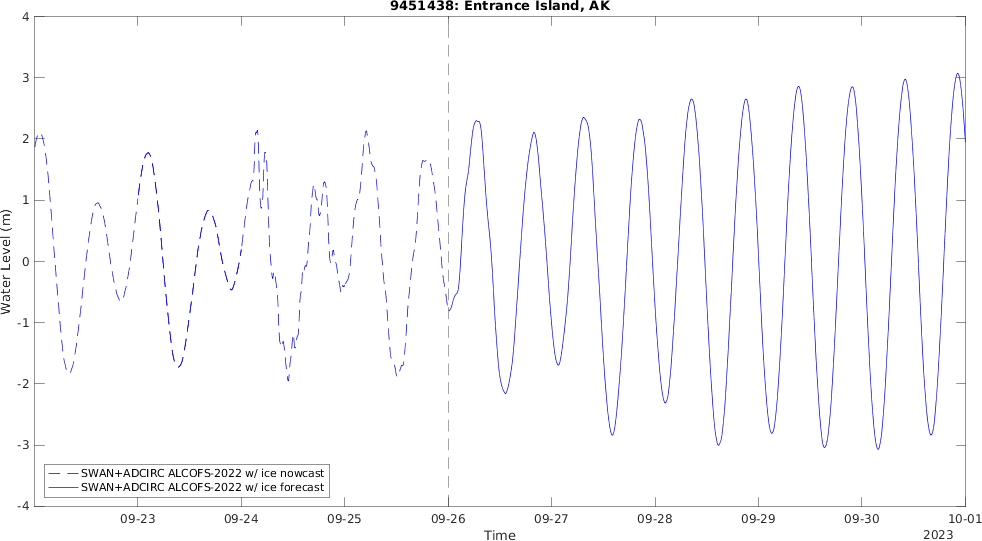 9451438: Entrance Island, AK
4
3
2
1
0
-1
-2
-3
-4
Water Level (m)
SWAN+ADCIRC ALCOFS-2022 w/ ice nowcast
SWAN+ADCIRC ALCOFS-2022 w/ ice forecast
09-23 09-24 09-25 09-26 09-27 09-28 09-29 09-30 10-01
Time
2023